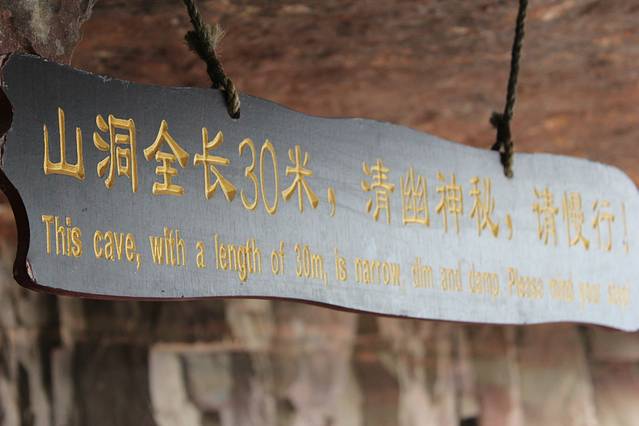 山洞全长30米，清幽神秘，请慢行！
This cave, with a length of 30m, is narrow, dim and damp. Please mind your step!